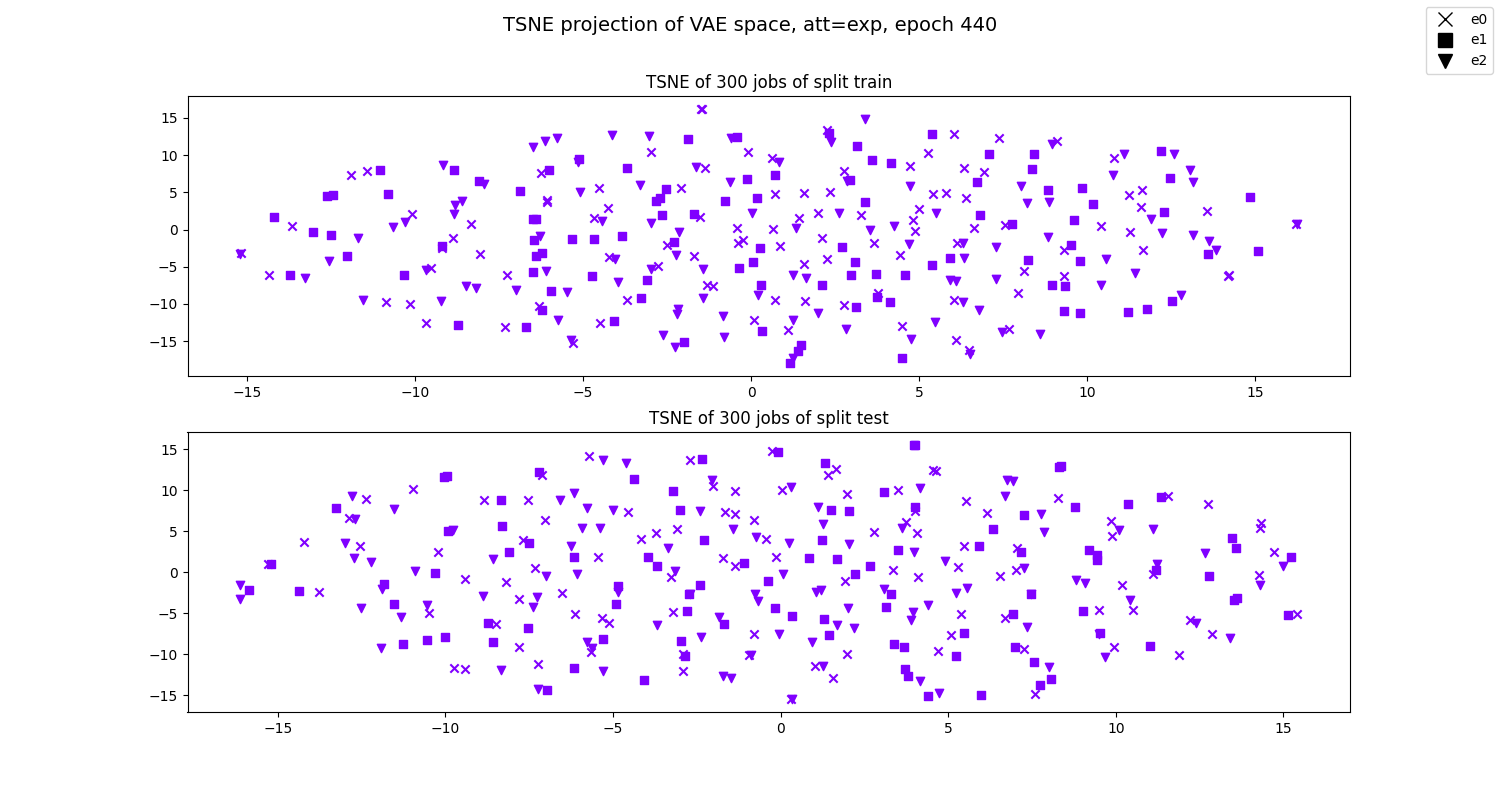 TSNE projection of VAE space, att=exp, epoch 440
e0
e1
e2
TSNE of 300 jobs of split train
15
10
5
0
−5
−10
−15
−15 −10 −5 0 5 10 15
TSNE of 300 jobs of split test
15
10
5
0
−5
−10
−15
−15 −10 −5 0 5 10 15